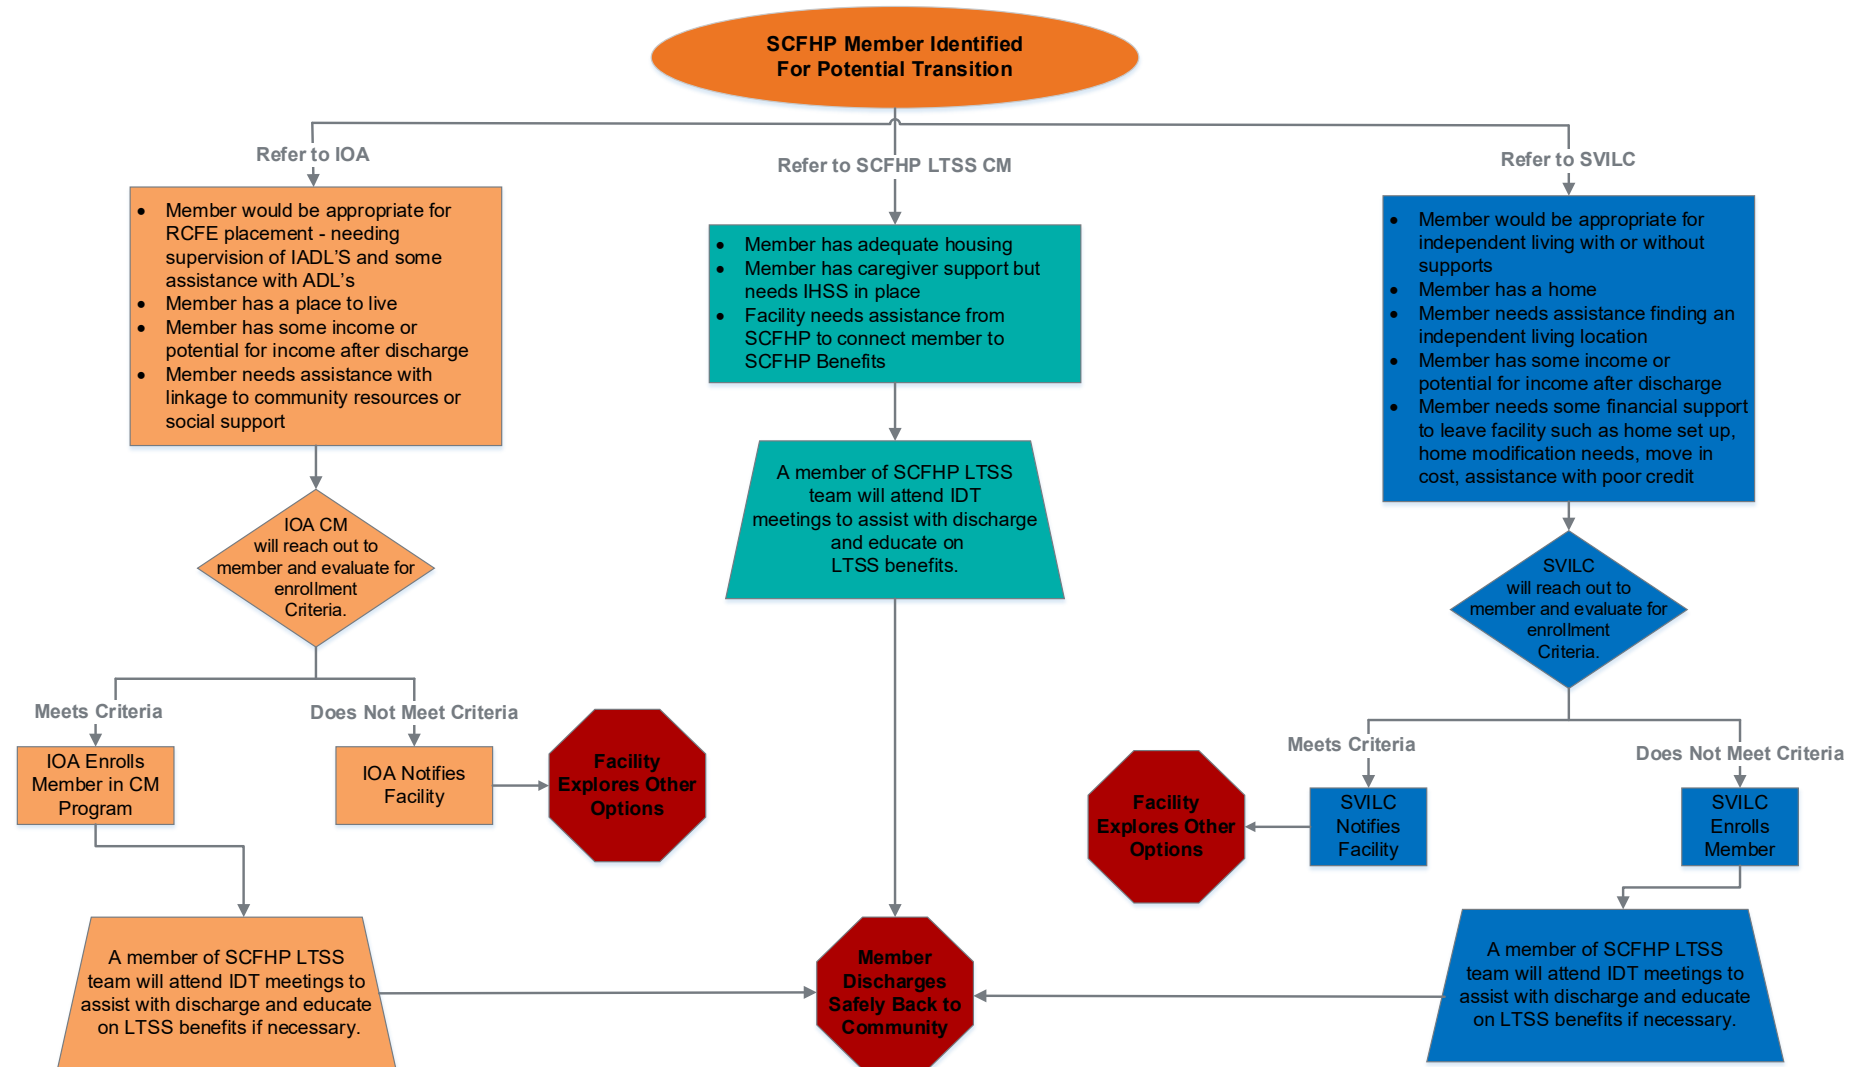 SCFHP Member Identified
For Potential Transition
Refer to IOA
Refer to SCFHP LTSS CM
Refer to SVILC
• Member would be appropriate for
RCFE placement - needing
supervision of IADL'S and some
assistance with ADL's
• Member has a place to live
• Member has some income or
potential for income after discharge
• Member needs assistance with
linkage to community resources or
social support
• Member has adequate housing
• Member has caregiver support but
needs IHSS in place
• Facility needs assistance from
SCFHP to connect member to
SCFHP Benefits
• Member would be appropriate for
independent living with or without
supports
• Member has a home
• Member needs assistance finding an
independent living location
• Member has some income or
potential for income after discharge
• Member needs some financial support
to leave facility such as home set up,
home modification needs, move in
cost, assistance with poor credit
IOA CM
will reach out to
member and evaluate for
enrollment
Criteria.
A member of SCFHP LTSS
team will attend IDT
meetings to assist with discharge
and educate on
LTSS benefits.
SVILC
will reach out to
member and evaluate for
enrollment
Criteria.
Meets Criteria
Does Not Meet Criteria
IOA Enrolls
Member in CM
Program
IOA Notifies
Facility
Facility
Explores Other
Options
Meets Criteria
Does Not Meet Criteria
Facility
Explores Other
Options
SVILC
Notifies
Facility
SVILC
Enrolls
Member
A member of SCFHP LTSS
team will attend IDT meetings to
assist with discharge and educate
on LTSS benefits if necessary.
Member
Discharges
Safely Back to
Community
A member of SCFHP LTSS
team will attend IDT meetings to
assist with discharge and educate
on LTSS benefits if necessary.